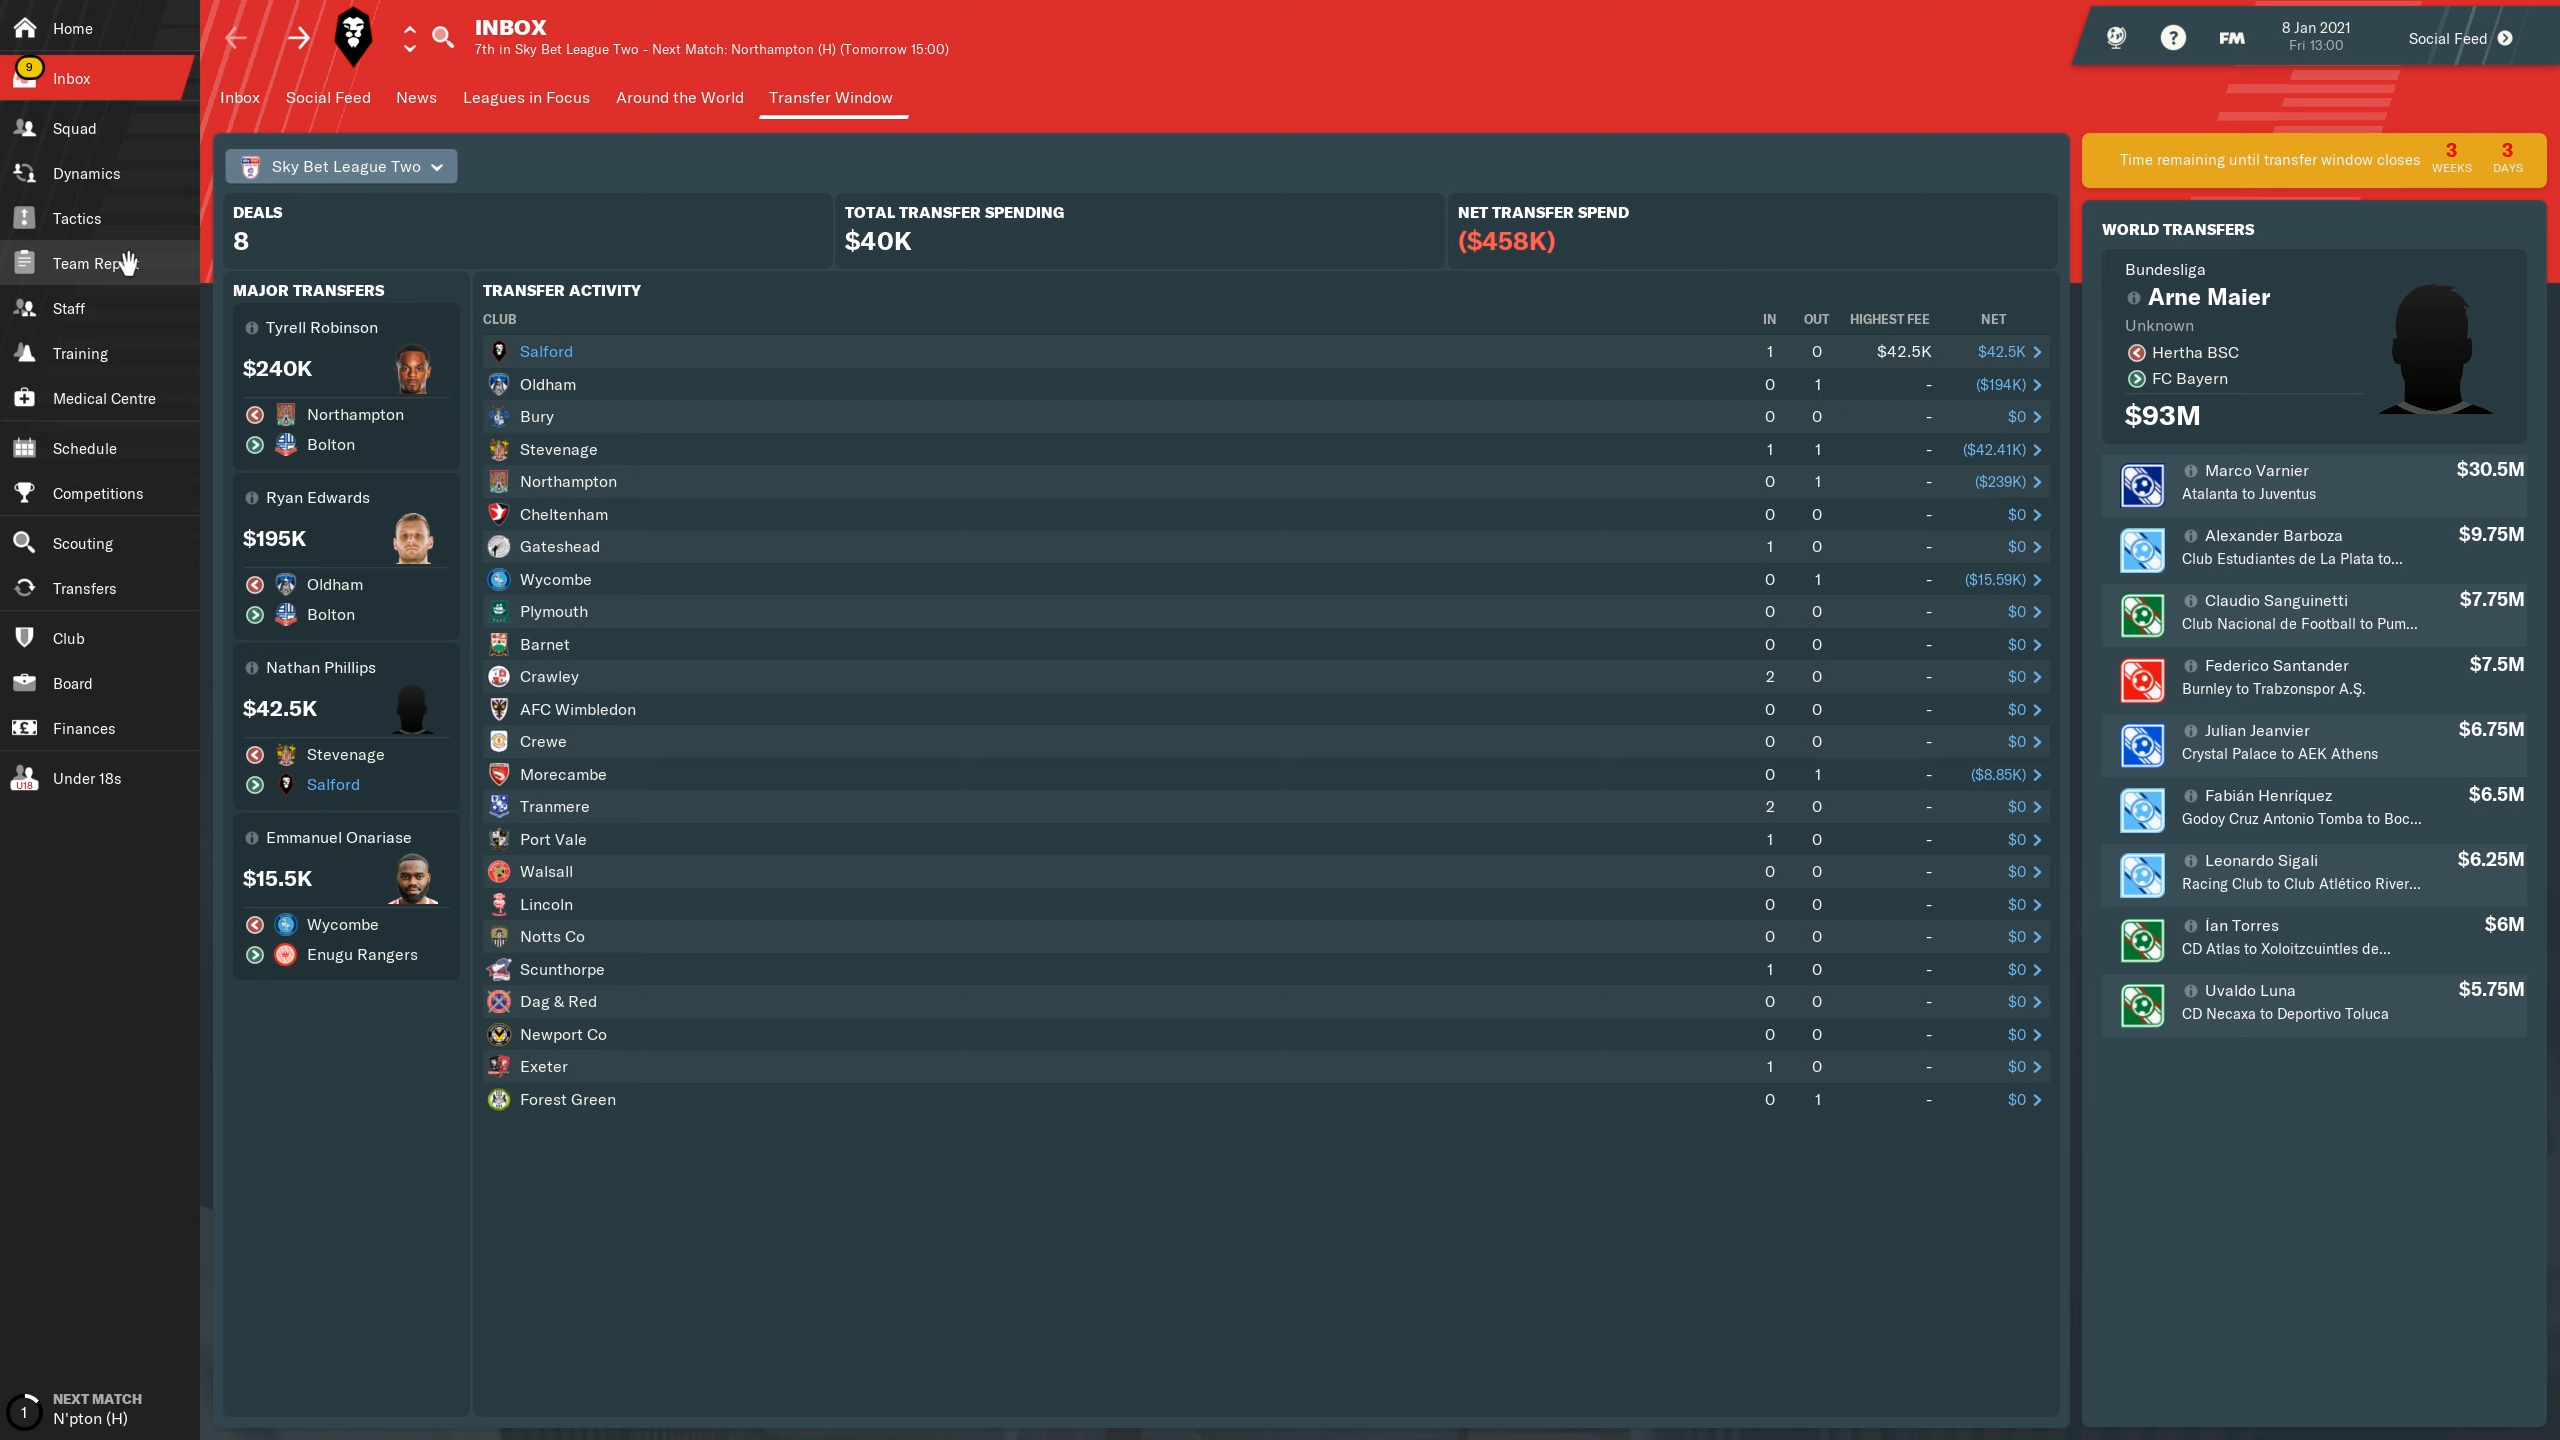 Home
9
Inbox
Squad
Dynamics
Tactics
Team Rep
Staff
Training
Medical Centre
Schedule
Competitions
Scouting
Transfers
Club
Board
£
Finances
U18
Under 18s
1
NEXT MATCH
N'pton (H)
INBOX
7th in Sky Bet League Two - Next Match: Northampton (H) (Tomorrow 15:00)
?
FM
8 Jan 2021
Fri 13:00
Social Feed
Inbox Social Feed News Leagues in Focus Around the World Transfer Window
Sky Bet League Two
DEALS
8
TOTAL TRANSFER SPENDING
$40K
NET TRANSFER SPEND
($458K)
MAJOR TRANSFERS
Tyrell Robinson
$240K
Northampton
Bolton
Ryan Edwards
$195K
Oldham
Bolton
Nathan Phillips
$42.5K
Stevenage
Salford
Emmanuel Onariase
$15.5K
Wycombe
Enugu Rangers
TRANSFER ACTIVITY
CLUB IN OUT HIGHEST FEE NET
Salford 1 0 $42.5K $42.5K
Oldham 0 1 - ($194K)
Bury 0 0 - $0
Stevenage 1 1 - ($42.41K)
Northampton 0 1 - ($239K)
Cheltenham 0 0 - $0
Gateshead 1 0 - $0
Wycombe 0 1 - ($15.59K)
Plymouth 0 0 - $0
Barnet 0 0 - $0
Crawley 2 0 - $0
AFC Wimbledon 0 0 - $0
Crewe 0 0 - $0
Morecambe 0 1 - ($8.85K)
Tranmere 2 0 - $0
Port Vale 1 0 - $0
Walsall 0 0 - $0
Lincoln 0 0 - $0
Notts Co 0 0 - $0
Scunthorpe 1 0 - $0
Dag & Red 0 0 - $0
Newport Co 0 0 - $0
Exeter 1 0 - $0
Forest Green 0 1 - $0
Time remaining until transfer window closes 3 WEEKS 3 DAYS
WORLD TRANSFERS
Bundesliga
Arne Maier
Unknown
Hertha BSC
FC Bayern
$93M
Marco Varnier $30.5M
Atalanta to Juventus
Alexander Barboza $9.75M
Club Estudiantes de La Plata to...
Claudio Sanguinetti $7.75M
Club Nacional de Football to Pum...
Federico Santander $7.5M
Burnley to Trabzonspor A.Ş.
Julian Jeanvier $6.75M
Crystal Palace to AEK Athens
Fabián Henríquez $6.5M
Godoy Cruz Antonio Tomba to Boc...
Leonardo Sigali $6.25M
Racing Club to Club Atlético River...
Ían Torres $6M
CD Atlas to Xoloitzcuintles de...
Uvaldo Luna $5.75M
CD Necaxa to Deportivo Toluca